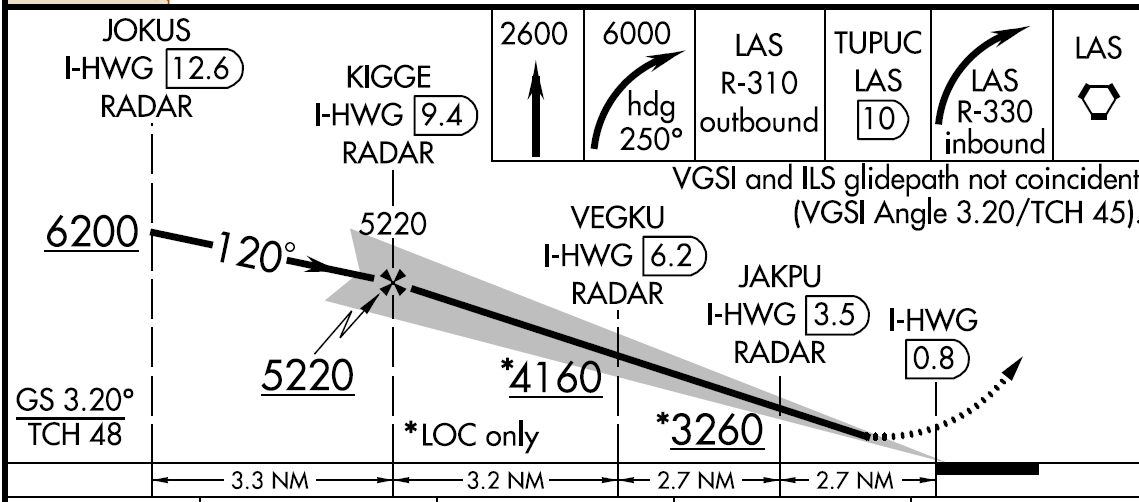 JOKUS
I-HWG 12.6
RADAR
KIGGE
I-HWG 9.4
RADAR
2600
6000
hdg
250°
LAS
R-310
outbound
TUPUC
LAS
10
LAS
R-330
inbound
LAS
VGSI and ILS glidepath not coincident
(VGSI Angle 3.20/TCH 45).
6200
120°
5220
VEGKU
I-HWG 6.2
RADAR
JAKPU
I-HWG 3.5
RADAR
I-HWG
0.8
5220
*4160
*3260
GS 3.20°
TCH 48
*LOC only
3.3 NM
3.2 NM
2.7 NM
2.7 NM